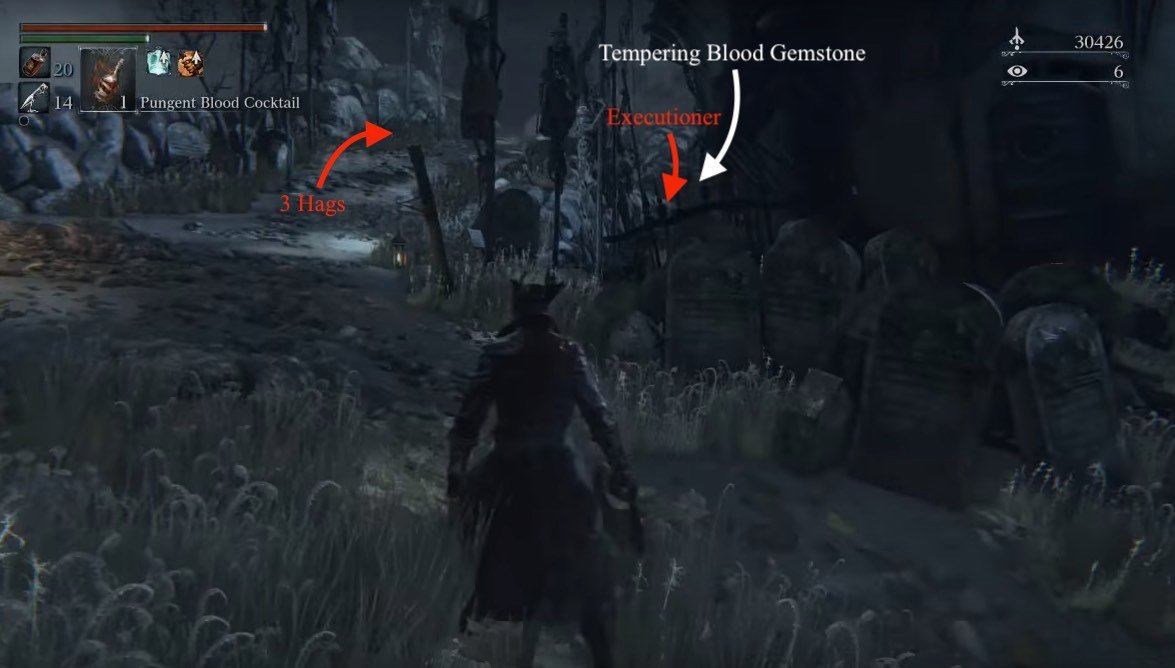 Tempering Blood Gemstone
30426
20
6
14
1
Pungent Blood Cocktail
Executioner
3 Hags